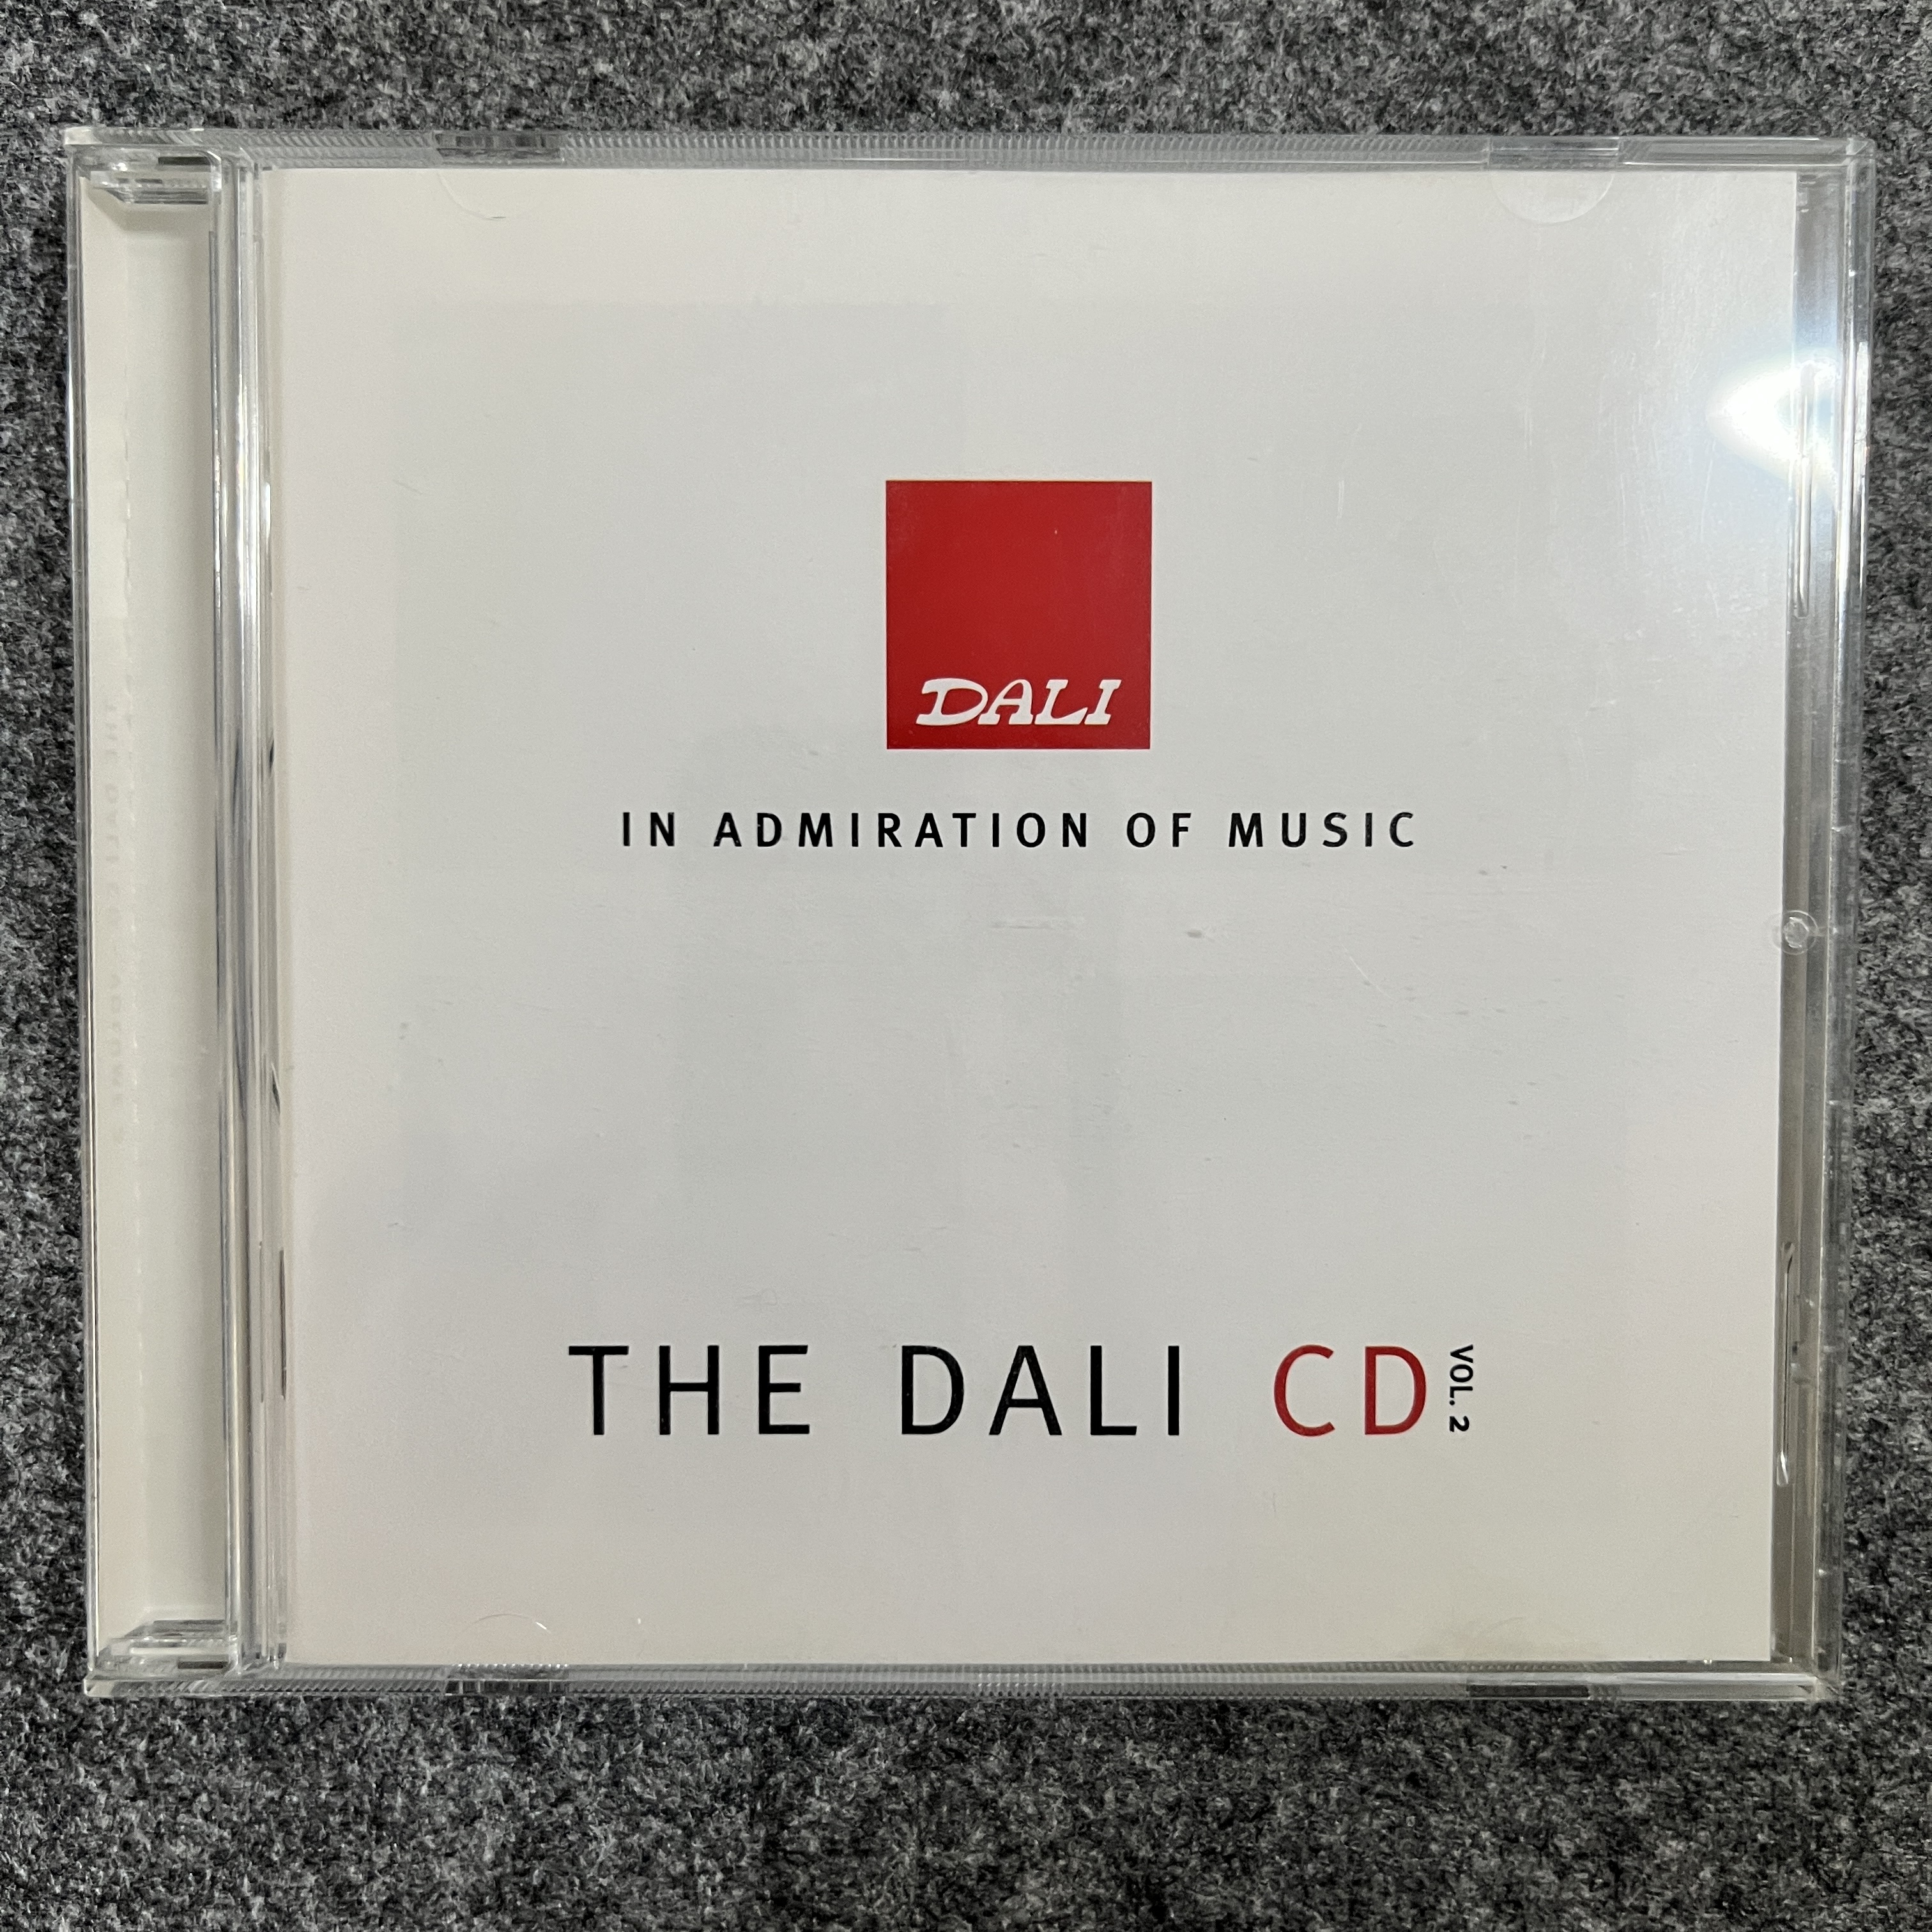 DALI
IN ADMIRATION OF MUSIC
THE DALI CD VOL. 2